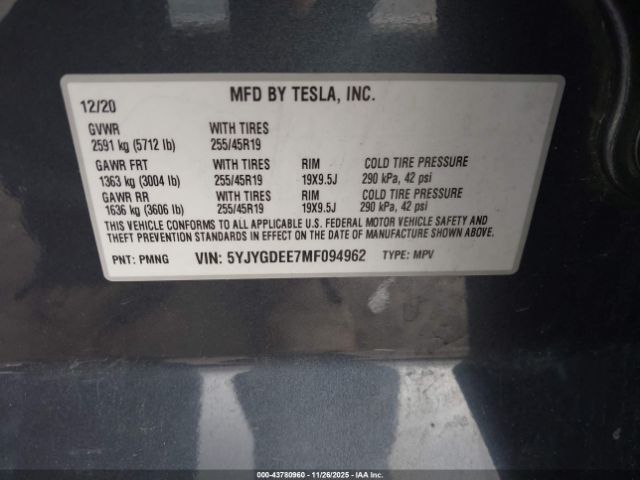 MFD BY TESLA, INC.
12/20
GVWR WITH TIRES
2591 kg (5712 lb) 255/45R19
GAWR FRT WITH TIRES RIM COLD TIRE PRESSURE
1363 kg (3004 lb) 255/45R19 19X9.5J 290 kPa, 42 psi
GAWR RR WITH TIRES RIM COLD TIRE PRESSURE
1636 kg (3606 lb) 255/45R19 19X9.5J 290 kPa, 42 psi
THIS VEHICLE CONFORMS TO ALL APPLICABLE U.S. FEDERAL MOTOR VEHICLE SAFETY AND
THEFT PREVENTION STANDARDS IN EFFECT ON THE DATE OF MANUFACTURE SHOWN ABOVE.
PNT: PMNG VIN: 5YJYGDEE7MF094962 TYPE: MPV
000-43780960 - 11/26/2025 - IAAI.COM